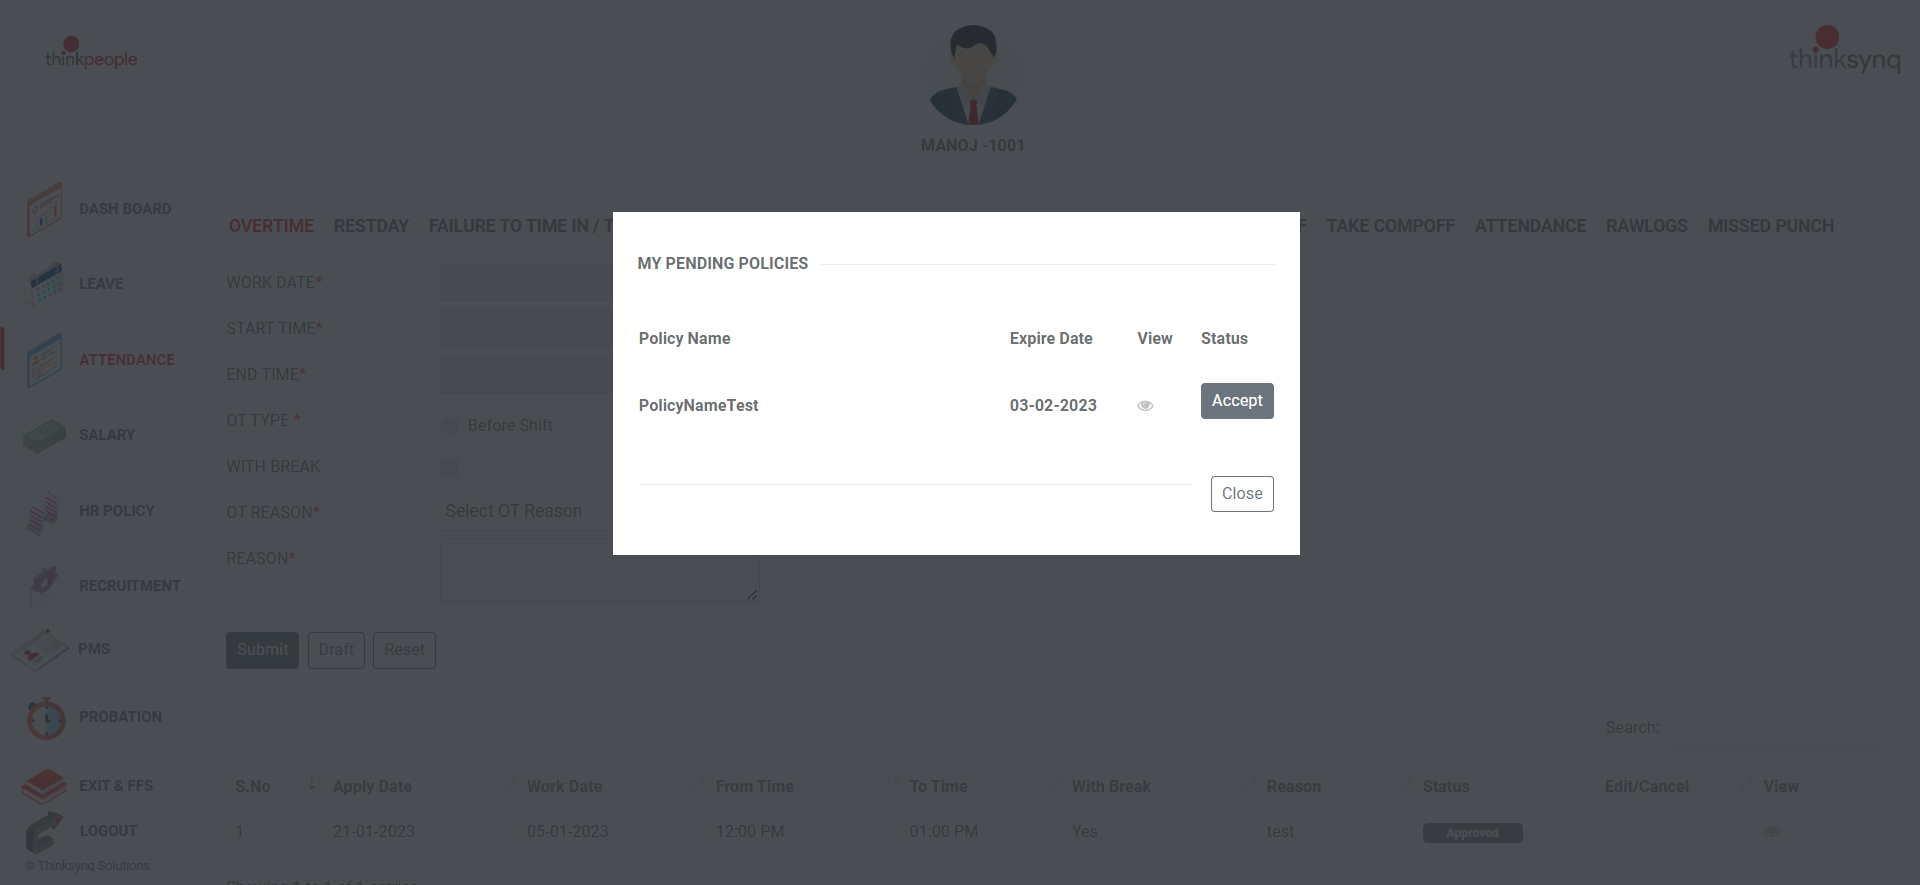 thinkpeople
thinksynq
MANOJ -1001
DASH BOARD
LEAVE
ATTENDANCE
SALARY
HR POLICY
RECRUITMENT
PMS
PROBATION
EXIT & FFS
LOGOUT
© Thinksynq Solutions
OVERTIME RESTDAY FAILURE TO TIME IN / TAKE COMPOFF ATTENDANCE RAWLOGS MISSED PUNCH
WORK DATE*
START TIME*
END TIME*
OT TYPE *
Before Shift
WITH BREAK
OT REASON*
Select OT Reason
REASON*
Submit Draft Reset
MY PENDING POLICIES
Policy Name Expire Date View Status
PolicyNameTest 03-02-2023 Accept
Close
Search:
S.No Apply Date Work Date From Time To Time With Break Reason Status Edit/Cancel View
1 21-01-2023 05-01-2023 12:00 PM 01:00 PM Yes test Approved